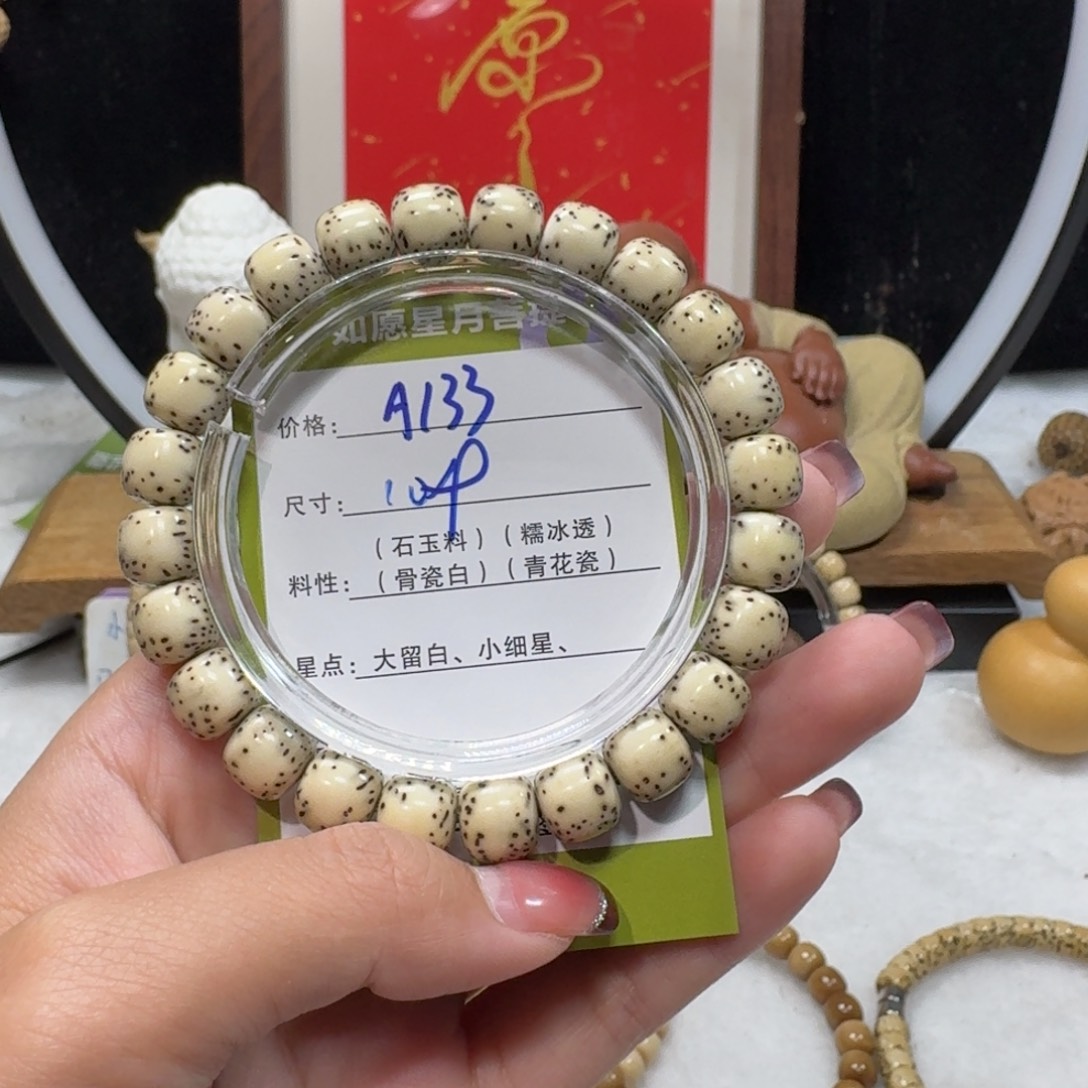 如愿星月菩提
价格: A133
尺寸:
(石玉料) (糯冰透)
料性: (骨瓷白) (青花瓷)
星点: 大留白、小细星、